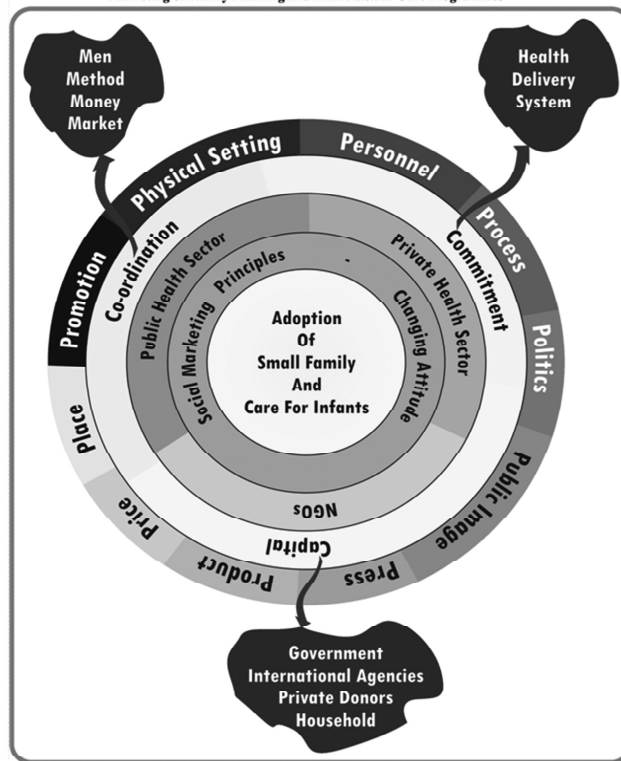 Men
Method
Money
Market
Health
Delivery
System
Physical Setting
Personnel
Process
Politics
Public Image
Press
Product
Price
Place
Promotion
Co-ordination
Commitment
Capital
Public Health Sector
Private Health Sector
NGOs
Social Marketing Principles -
Changing Attitude
Adoption
Of
Small Family
And
Care For Infants
Government
International Agencies
Private Donors
Household